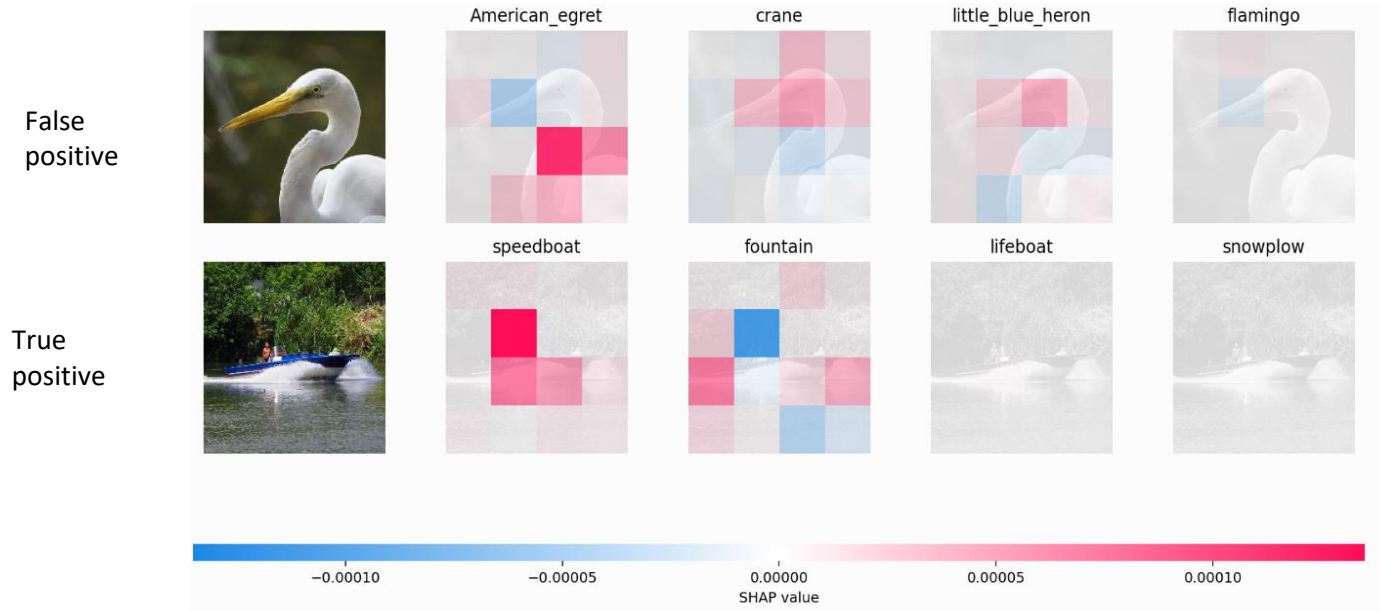 American_egret
crane
little_blue_heron
flamingo
False
positive
speedboat
fountain
lifeboat
snowplow
True
positive
−0.00010
−0.00005
0.00000
0.00005
0.00010
SHAP value